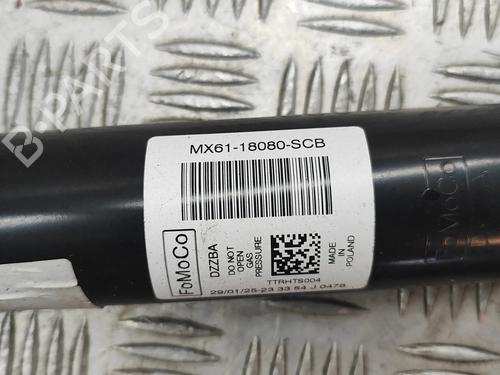 MX61-18080-SCB
FoMoCo
DZZBA
DO NOT
OPEN
GAS
PRESSURE
MADE
IN
POLAND
TTRHTS004
29/01/25-23 33 54 J 0478
FoMoCo
B-PARTS